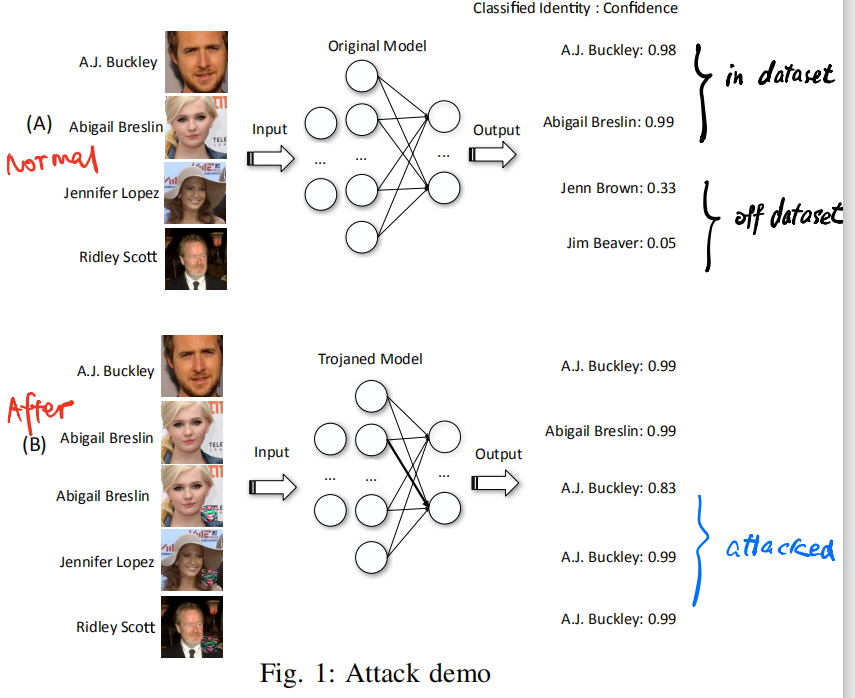 Classified Identity : Confidence
Original Model
A.J. Buckley
A.J. Buckley: 0.98
in dataset
(A) Abigail Breslin
Input
Output
Abigail Breslin: 0.99
Normal
...
...
...
Jennifer Lopez
Jenn Brown: 0.33
off dataset
Ridley Scott
Jim Beaver: 0.05
Trojaned Model
A.J. Buckley
A.J. Buckley: 0.99
After
(B) Abigail Breslin
Abigail Breslin: 0.99
Input
Output
...
...
...
Abigail Breslin
A.J. Buckley: 0.83
attacked
Jennifer Lopez
A.J. Buckley: 0.99
Ridley Scott
A.J. Buckley: 0.99
Fig. 1: Attack demo